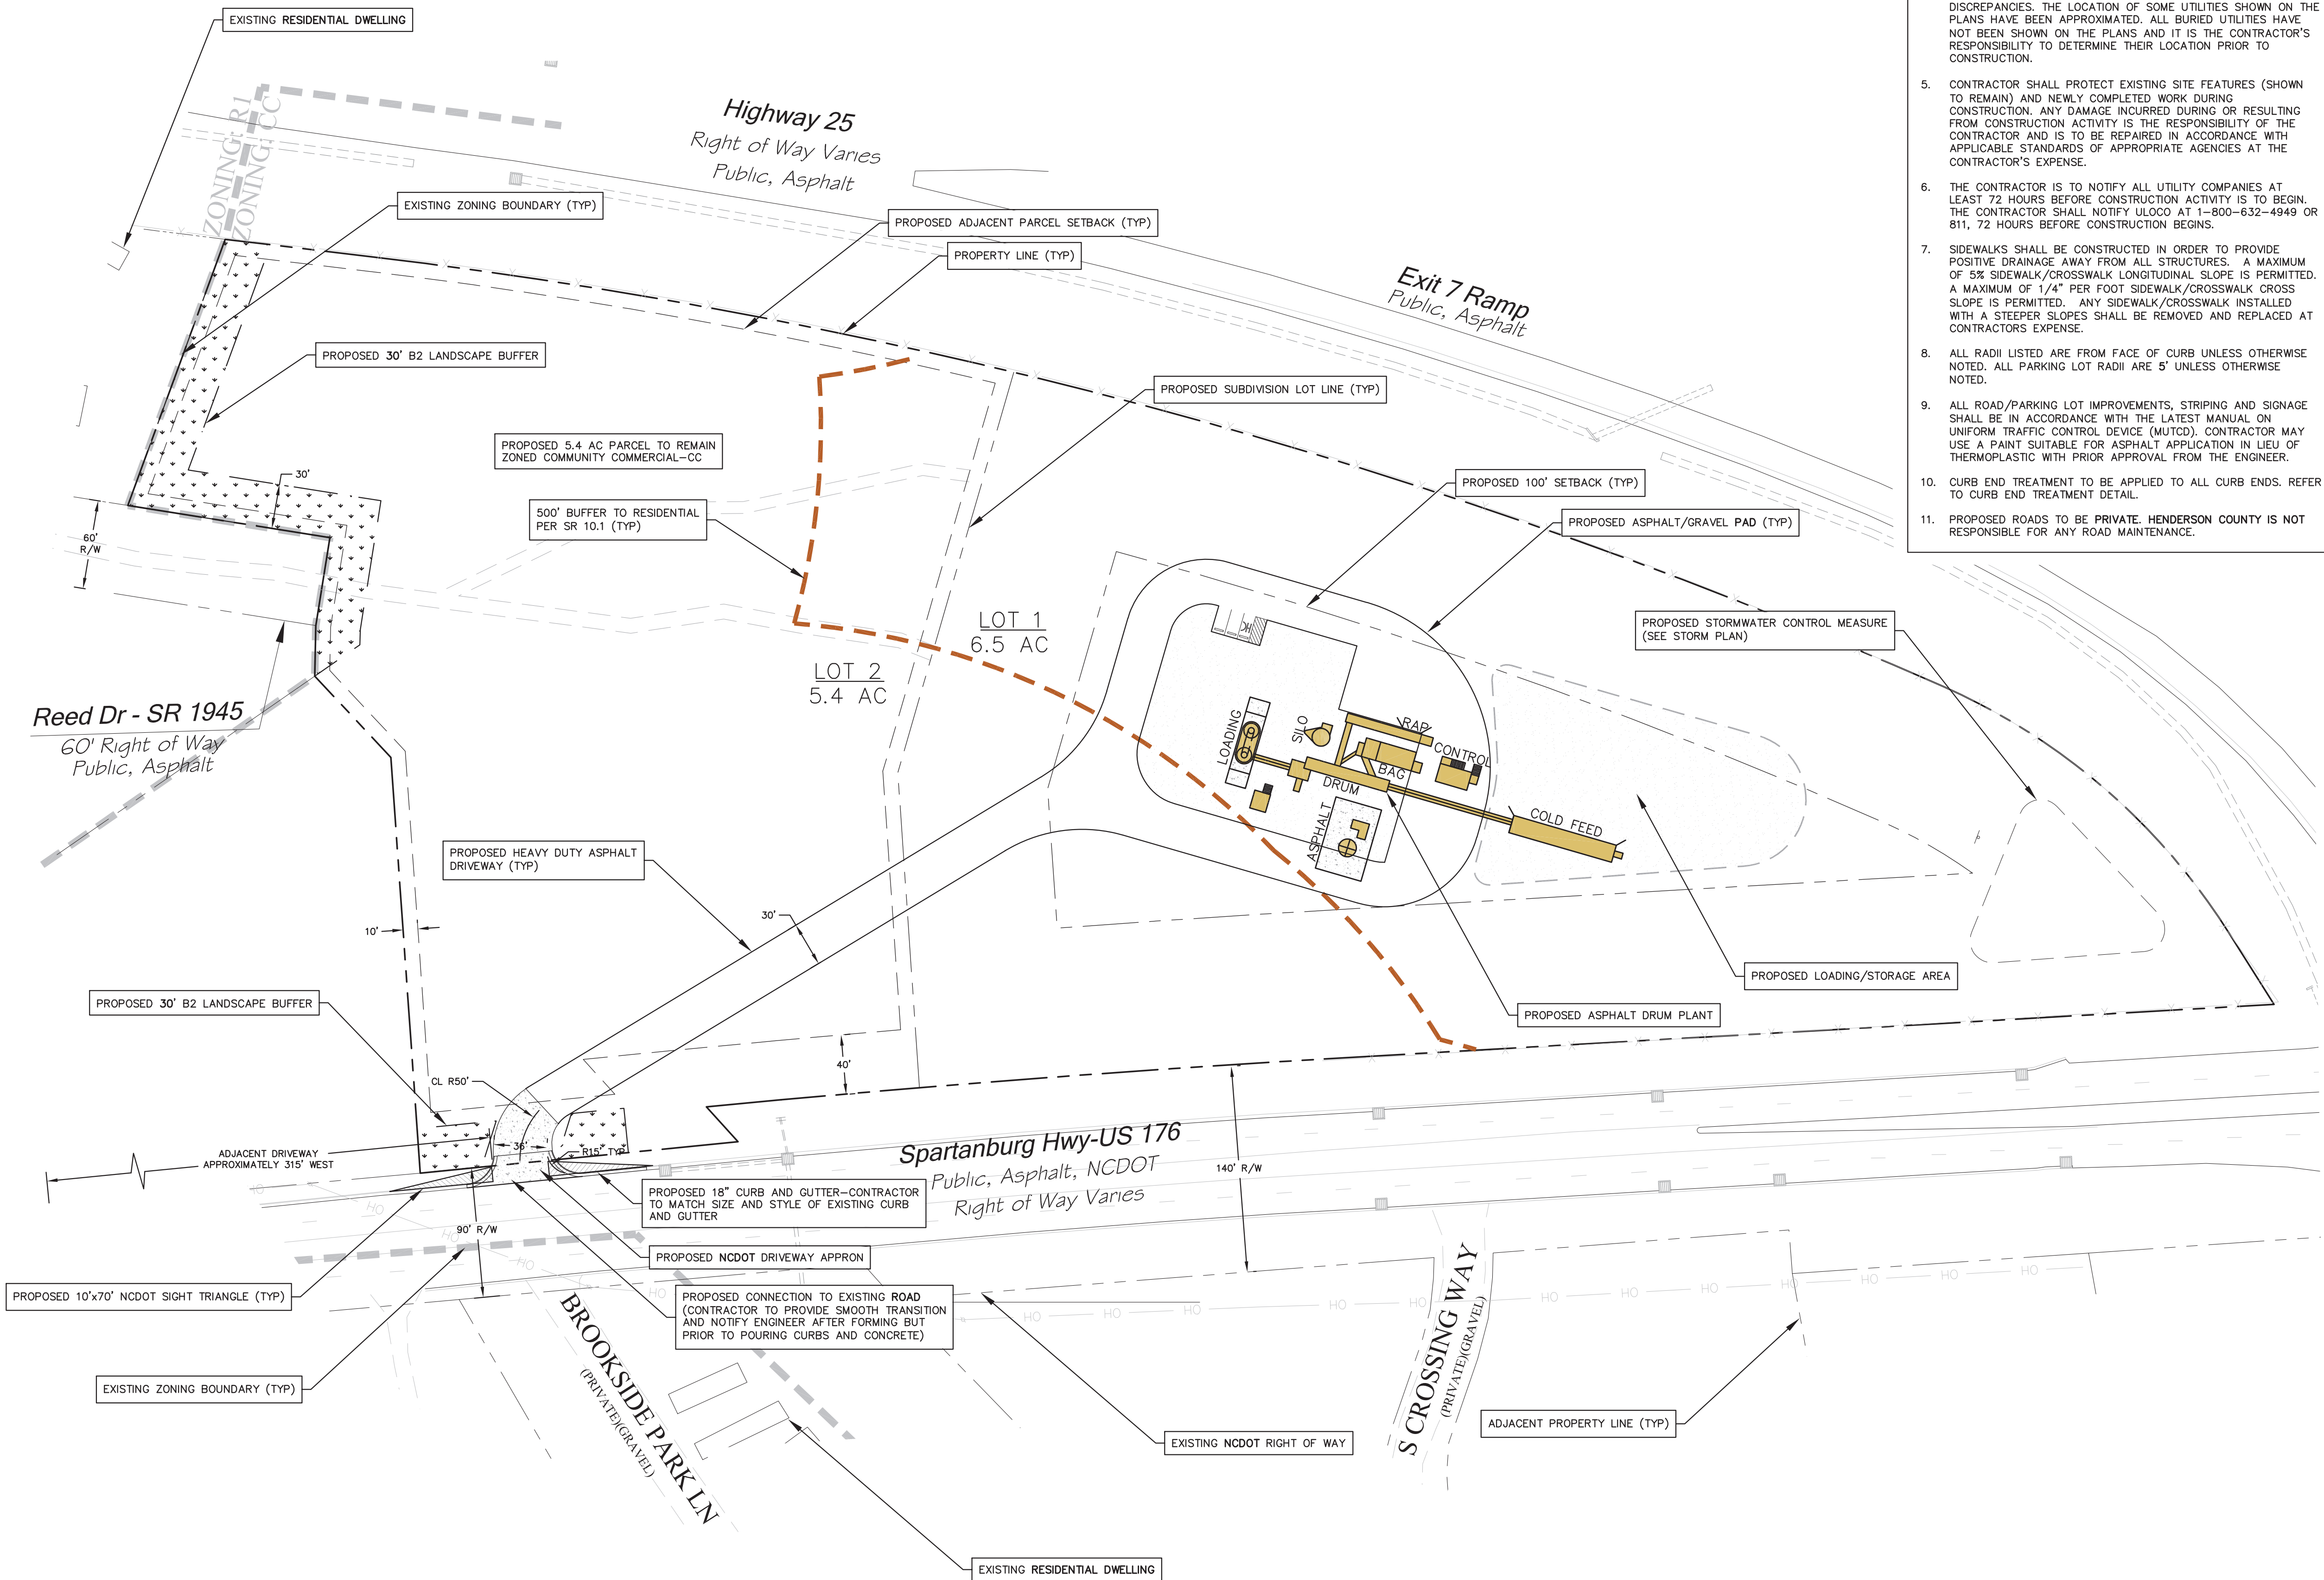 EXISTING RESIDENTIAL DWELLING
ZONING: R1
ZONING: CC
Highway 25
Right of Way Varies
Public, Asphalt
EXISTING ZONING BOUNDARY (TYP)
PROPOSED ADJACENT PARCEL SETBACK (TYP)
PROPERTY LINE (TYP)
Exit 7 Ramp
Public, Asphalt
PROPOSED 30' B2 LANDSCAPE BUFFER
PROPOSED SUBDIVISION LOT LINE (TYP)
PROPOSED 5.4 AC PARCEL TO REMAIN
ZONED COMMUNITY COMMERCIAL-CC
30'
500' BUFFER TO RESIDENTIAL
PER SR 10.1 (TYP)
PROPOSED 100' SETBACK (TYP)
PROPOSED ASPHALT/GRAVEL PAD (TYP)
60'
R/W
LOT 1
6.5 AC
LOT 2
5.4 AC
PROPOSED STORMWATER CONTROL MEASURE
(SEE STORM PLAN)
Reed Dr - SR 1945
60' Right of Way
Public, Asphalt
LOADING
SILO
RAP
CONTROL
BAG
DRUM
ASPHALT
COLD FEED
PROPOSED HEAVY DUTY ASPHALT
DRIVEWAY (TYP)
30'
10'
PROPOSED LOADING/STORAGE AREA
PROPOSED 30' B2 LANDSCAPE BUFFER
PROPOSED ASPHALT DRUM PLANT
40'
CL R50'
36'
R15' TYP
ADJACENT DRIVEWAY
APPROXIMATELY 315' WEST
Spartanburg Hwy-US 176
Public, Asphalt, NCDOT
Right of Way Varies
140' R/W
PROPOSED 18" CURB AND GUTTER-CONTRACTOR
TO MATCH SIZE AND STYLE OF EXISTING CURB
AND GUTTER
90' R/W
PROPOSED NCDOT DRIVEWAY APRON
PROPOSED 10'x70' NCDOT SIGHT TRIANGLE (TYP)
PROPOSED CONNECTION TO EXISTING ROAD
(CONTRACTOR TO PROVIDE SMOOTH TRANSITION
AND NOTIFY ENGINEER AFTER FORMING BUT
PRIOR TO POURING CURBS AND CONCRETE)
OH OH OH OH OH OH OH OH OH OH OH OH OH
EXISTING ZONING BOUNDARY (TYP)
BROOKSIDE PARK LN
(PRIVATE)(GRAVEL)
S CROSSING WAY
(PRIVATE)(GRAVEL)
EXISTING NCDOT RIGHT OF WAY
ADJACENT PROPERTY LINE (TYP)
EXISTING RESIDENTIAL DWELLING
DISCREPANCIES. THE LOCATION OF SOME UTILITIES SHOWN ON THE
PLANS HAVE BEEN APPROXIMATED. ALL BURIED UTILITIES HAVE
NOT BEEN SHOWN ON THE PLANS AND IT IS THE CONTRACTOR'S
RESPONSIBILITY TO DETERMINE THEIR LOCATION PRIOR TO
CONSTRUCTION.
5. CONTRACTOR SHALL PROTECT EXISTING SITE FEATURES (SHOWN
TO REMAIN) AND NEWLY COMPLETED WORK DURING
CONSTRUCTION. ANY DAMAGE INCURRED DURING OR RESULTING
FROM CONSTRUCTION ACTIVITY IS THE RESPONSIBILITY OF THE
CONTRACTOR AND IS TO BE REPAIRED IN ACCORDANCE WITH
APPLICABLE STANDARDS OF APPROPRIATE AGENCIES AT THE
CONTRACTOR'S EXPENSE.
6. THE CONTRACTOR IS TO NOTIFY ALL UTILITY COMPANIES AT
LEAST 72 HOURS BEFORE CONSTRUCTION ACTIVITY IS TO BEGIN.
THE CONTRACTOR SHALL NOTIFY ULOCO AT 1-800-632-4949 OR
811, 72 HOURS BEFORE CONSTRUCTION BEGINS.
7. SIDEWALKS SHALL BE CONSTRUCTED IN ORDER TO PROVIDE
POSITIVE DRAINAGE AWAY FROM ALL STRUCTURES. A MAXIMUM
OF 5% SIDEWALK/CROSSWALK LONGITUDINAL SLOPE IS PERMITTED.
A MAXIMUM OF 1/4" PER FOOT SIDEWALK/CROSSWALK CROSS
SLOPE IS PERMITTED. ANY SIDEWALK/CROSSWALK INSTALLED
WITH A STEEPER SLOPES SHALL BE REMOVED AND REPLACED AT
CONTRACTORS EXPENSE.
8. ALL RADII LISTED ARE FROM FACE OF CURB UNLESS OTHERWISE
NOTED. ALL PARKING LOT RADII ARE 5' UNLESS OTHERWISE
NOTED.
9. ALL ROAD/PARKING LOT IMPROVEMENTS, STRIPING AND SIGNAGE
SHALL BE IN ACCORDANCE WITH THE LATEST MANUAL ON
UNIFORM TRAFFIC CONTROL DEVICE (MUTCD). CONTRACTOR MAY
USE A PAINT SUITABLE FOR ASPHALT APPLICATION IN LIEU OF
THERMOPLASTIC WITH PRIOR APPROVAL FROM THE ENGINEER.
10. CURB END TREATMENT TO BE APPLIED TO ALL CURB ENDS. REFER
TO CURB END TREATMENT DETAIL.
11. PROPOSED ROADS TO BE PRIVATE. HENDERSON COUNTY IS NOT
RESPONSIBLE FOR ANY ROAD MAINTENANCE.